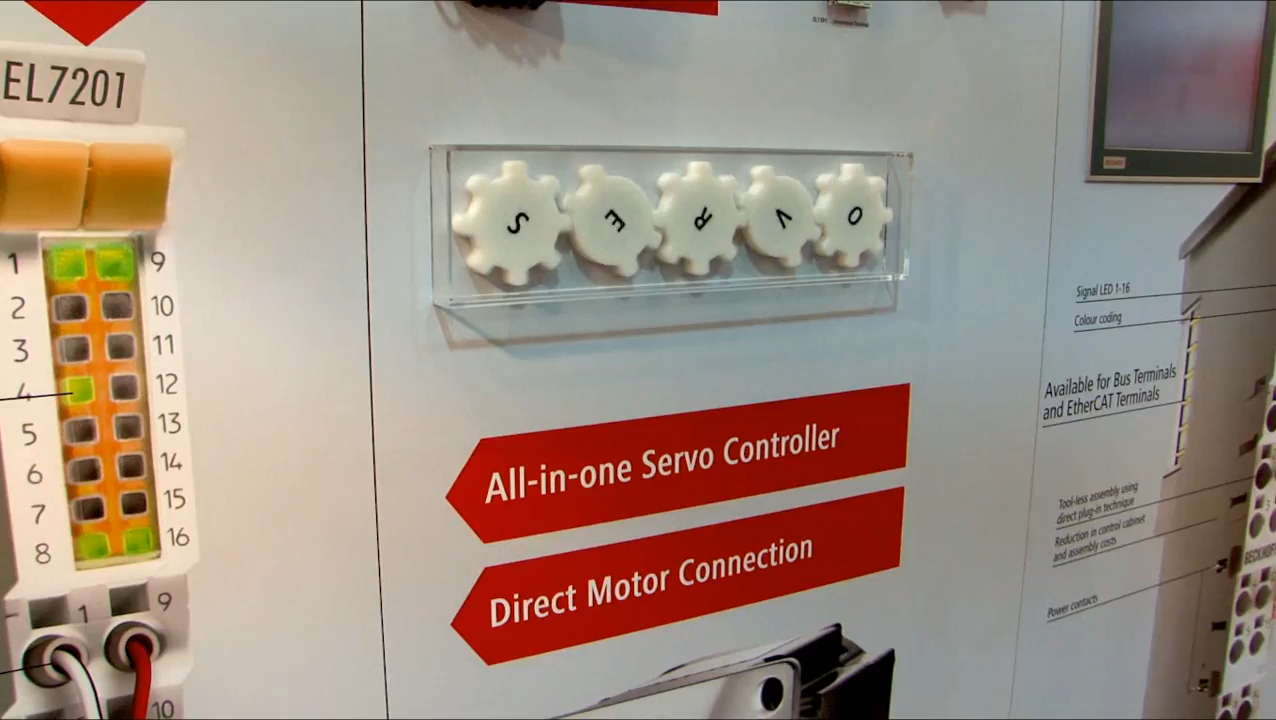 EL7201
1 9
2 10
3 11
4 12
5 13
6 14
7 15
8 16
1 9
10
S E R V O
All-in-one Servo Controller
Direct Motor Connection
Signal LED 1-16
Colour coding
Available for Bus Terminals
and EtherCAT Terminals
Tool-less assembly using
direct plug-in technique
Reduction in control cabinet
and assembly costs
Power contacts